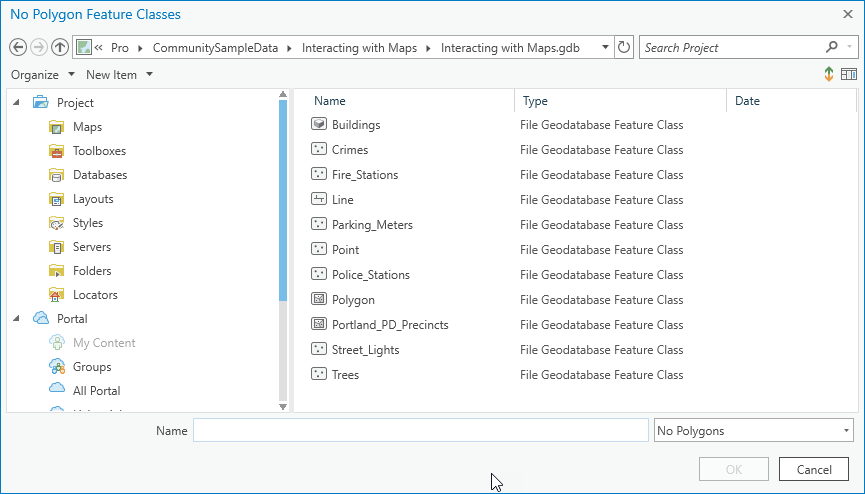 No Polygon Feature Classes
Pro CommunitySampleData Interacting with Maps Interacting with Maps.gdb
Search Project
Organize New Item
Project
Maps
Toolboxes
Databases
Layouts
Styles
Servers
Folders
Locators
Portal
My Content
Groups
All Portal
Name Type Date
Buildings File Geodatabase Feature Class
Crimes File Geodatabase Feature Class
Fire_Stations File Geodatabase Feature Class
Line File Geodatabase Feature Class
Parking_Meters File Geodatabase Feature Class
Point File Geodatabase Feature Class
Police_Stations File Geodatabase Feature Class
Polygon File Geodatabase Feature Class
Portland_PD_Precincts File Geodatabase Feature Class
Street_Lights File Geodatabase Feature Class
Trees File Geodatabase Feature Class
Name
No Polygons
OK Cancel